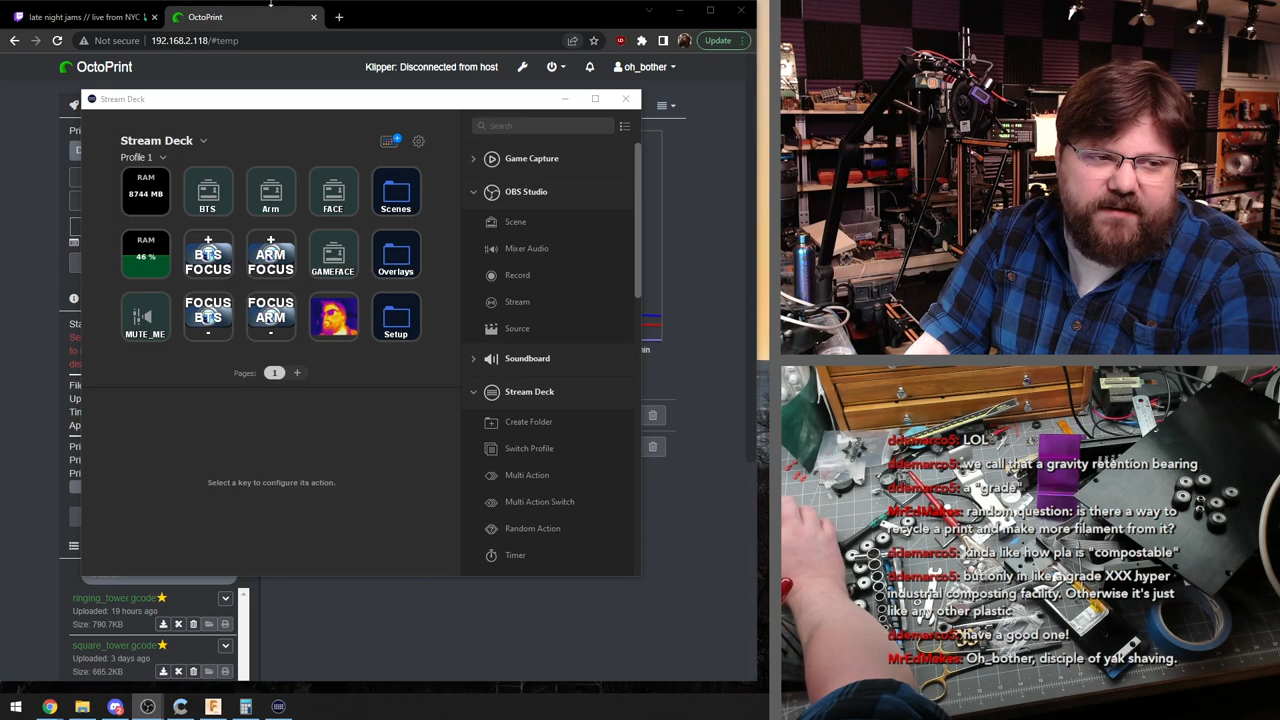 late night jams // live from NYC
OctoPrint
Not secure
192.168.2.118/#temp
Update
OctoPrint
Klipper: Disconnected from host
oh_bother
Stream Deck
Stream Deck
Profile 1
Search
RAM
8744 MB
BTS
Arm
FACE
Scenes
RAM
46 %
+
BTS
FOCUS
+
ARM
FOCUS
GAMEFACE
Overlays
MUTE_ME
FOCUS
BTS
-
FOCUS
ARM
-
Setup
Pages:
1
+
Select a key to configure its action.
Game Capture
OBS Studio
Scene
Mixer Audio
Record
Stream
Source
Soundboard
Stream Deck
Create Folder
Switch Profile
Multi Action
Multi Action Switch
Random Action
Timer
ringing_tower.gcode
Uploaded: 19 hours ago
Size: 790.7KB
square_tower.gcode
Uploaded: 3 days ago
Size: 665.2KB
ddemarco5: LOL
ddemarco5: we call that a gravity retention bearing
ddemarco5: a "grade"
MrEdMakes: random question: is there a way to
recycle a print and make more filament from it?
ddemarco5: kinda like how pla is "compostable"
ddemarco5: but only in like a grade XXX hyper
industrial composting facility. Otherwise it's just
like any other plastic
ddemarco5: have a good one!
MrEdMakes: Oh_bother, disciple of yak shaving.